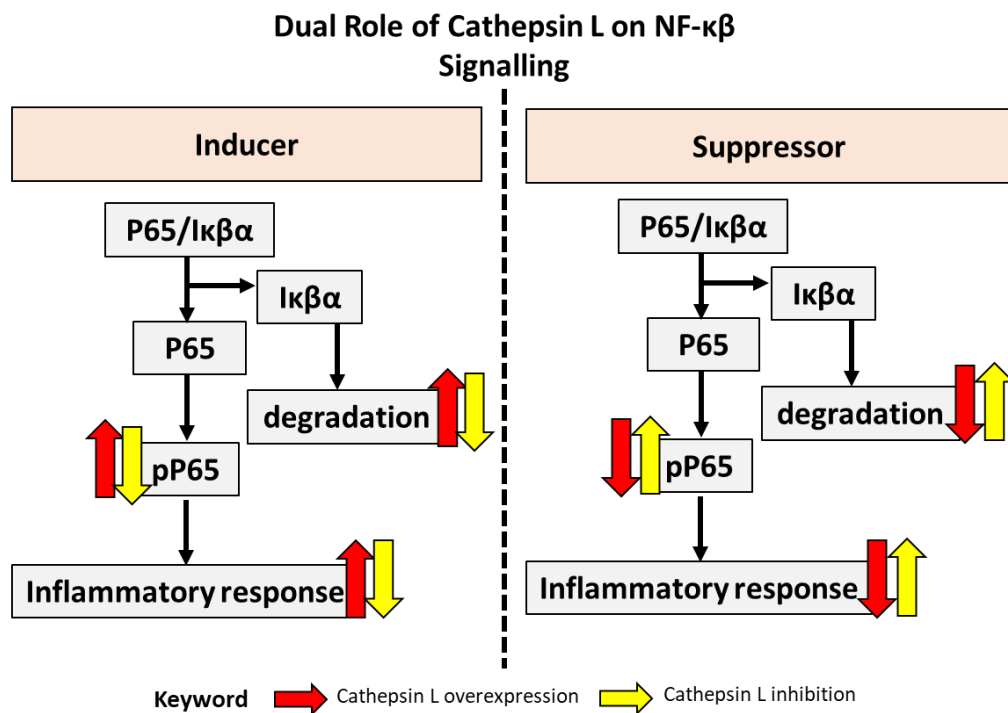 Dual Role of Cathepsin L on NF-κβ
Signalling
Inducer
P65/Iκβα
Iκβα
P65
degradation
pP65
Inflammatory response
Suppressor
P65/Iκβα
Iκβα
P65
degradation
pP65
Inflammatory response
Keyword
Cathepsin L overexpression
Cathepsin L inhibition